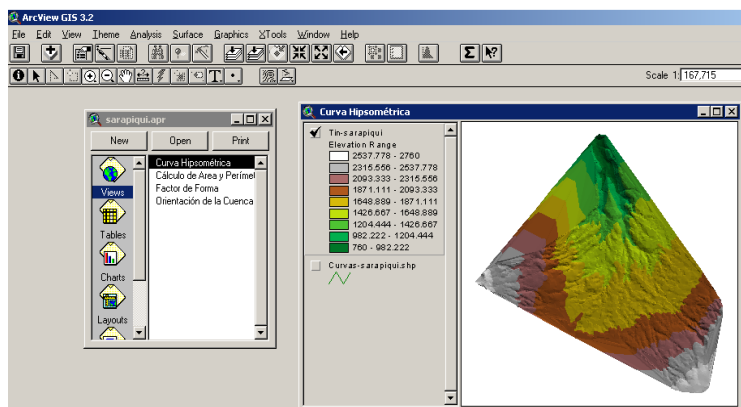 ArcView GIS 3.2
File Edit View Theme Analysis Surface Graphics XTools Window Help
Scale 1: 167,715
sarapiqui.apr
New Open Print
Views
Tables
Charts
Layouts
Curva Hipsométrica
Cálculo de Area y Perímet
Factor de Forma
Orientación de la Cuenca
Curva Hipsométrica
Tin-sarapiqui
Elevation Range
2537.778 - 2760
2315.556 - 2537.778
2093.333 - 2315.556
1871.111 - 2093.333
1648.889 - 1871.111
1426.667 - 1648.889
1204.444 - 1426.667
982.222 - 1204.444
760 - 982.222
Curvas-sarapiqui.shp